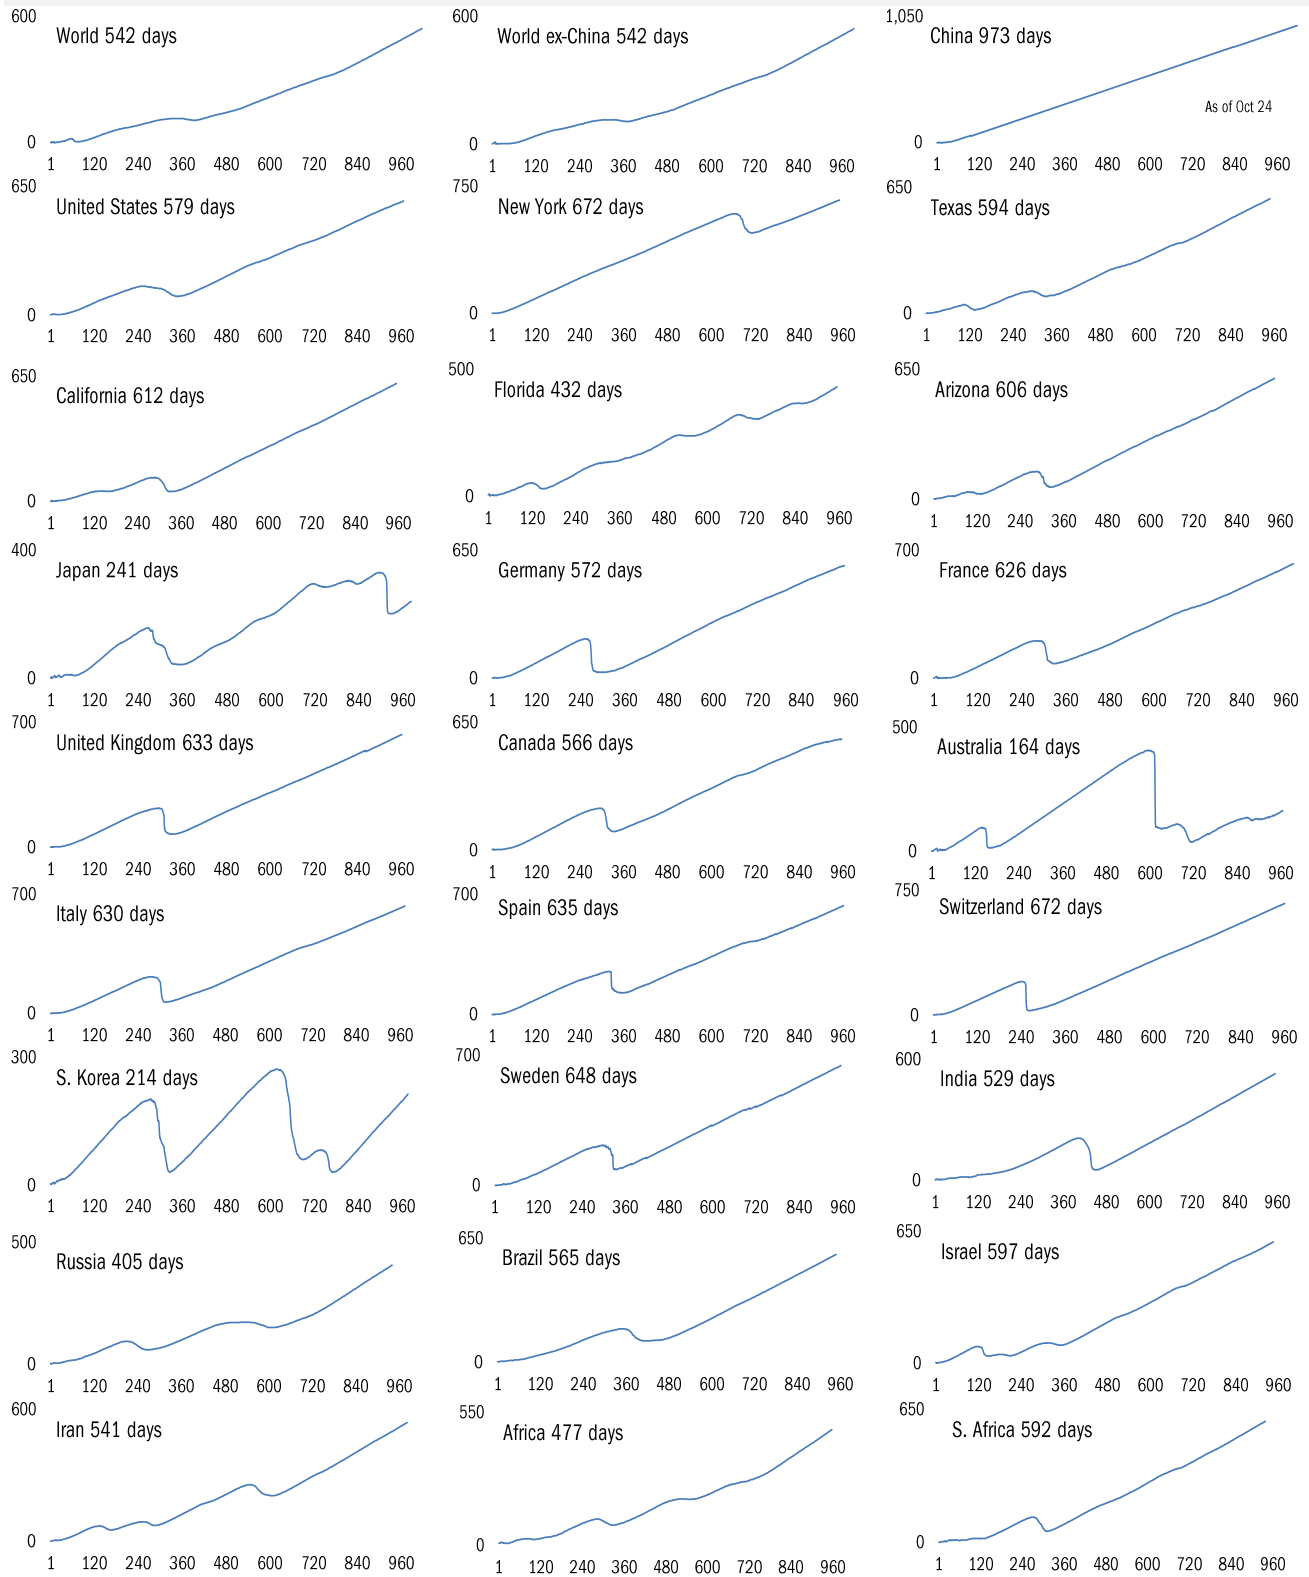 600
World 542 days
0
1 120 240 360 480 600 720 840 960
600
World ex-China 542 days
0
1 120 240 360 480 600 720 840 960
1,050
China 973 days
As of Oct 24
0
1 120 240 360 480 600 720 840 960
650
United States 579 days
0
1 120 240 360 480 600 720 840 960
750
New York 672 days
0
1 120 240 360 480 600 720 840 960
650
Texas 594 days
0
1 120 240 360 480 600 720 840 960
650
California 612 days
0
1 120 240 360 480 600 720 840 960
500
Florida 432 days
0
1 120 240 360 480 600 720 840 960
650
Arizona 606 days
0
1 120 240 360 480 600 720 840 960
400
Japan 241 days
0
1 120 240 360 480 600 720 840 960
650
Germany 572 days
0
1 120 240 360 480 600 720 840 960
700
France 626 days
0
1 120 240 360 480 600 720 840 960
700
United Kingdom 633 days
0
1 120 240 360 480 600 720 840 960
650
Canada 566 days
0
1 120 240 360 480 600 720 840 960
500
Australia 164 days
0
1 120 240 360 480 600 720 840 960
700
Italy 630 days
0
1 120 240 360 480 600 720 840 960
700
Spain 635 days
0
1 120 240 360 480 600 720 840 960
750
Switzerland 672 days
0
1 120 240 360 480 600 720 840 960
300
S. Korea 214 days
0
1 120 240 360 480 600 720 840 960
700
Sweden 648 days
0
1 120 240 360 480 600 720 840 960
600
India 529 days
0
1 120 240 360 480 600 720 840 960
500
Russia 405 days
0
1 120 240 360 480 600 720 840 960
650
Brazil 565 days
0
1 120 240 360 480 600 720 840 960
650
Israel 597 days
0
1 120 240 360 480 600 720 840 960
600
Iran 541 days
0
1 120 240 360 480 600 720 840 960
550
Africa 477 days
0
1 120 240 360 480 600 720 840 960
650
S. Africa 592 days
0
1 120 240 360 480 600 720 840 960